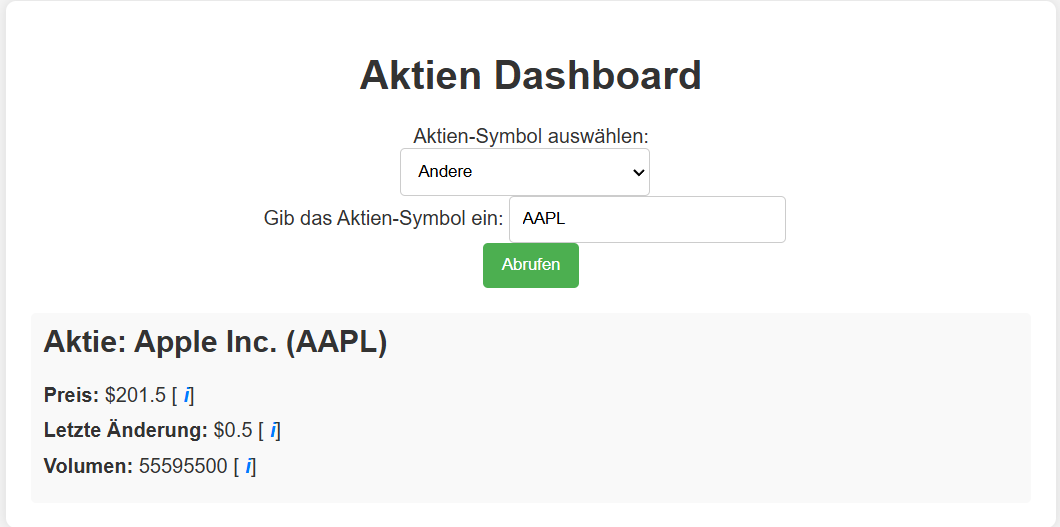 Aktien Dashboard
Aktien-Symbol auswählen:
Andere
Gib das Aktien-Symbol ein: AAPL
Abrufen
Aktie: Apple Inc. (AAPL)
Preis: $201.5 [ i]
Letzte Änderung: $0.5 [ i]
Volumen: 55595500 [ i]